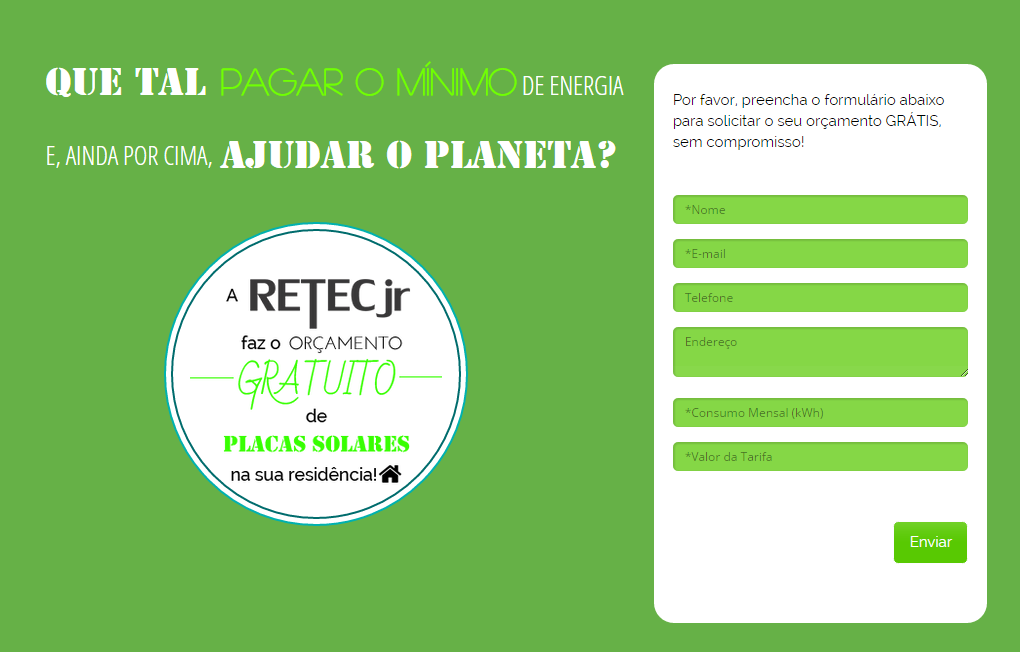 QUE TAL PAGAR O MÍNIMO DE ENERGIA
E, AINDA POR CIMA, AJUDAR O PLANETA?
A RETEC jr
faz o ORÇAMENTO
GRATUITO
de
PLACAS SOLARES
na sua residência!
Por favor, preencha o formulário abaixo
para solicitar o seu orçamento GRÁTIS,
sem compromisso!
*Nome
*E-mail
Telefone
Endereço
*Consumo Mensal (kWh)
*Valor da Tarifa
Enviar